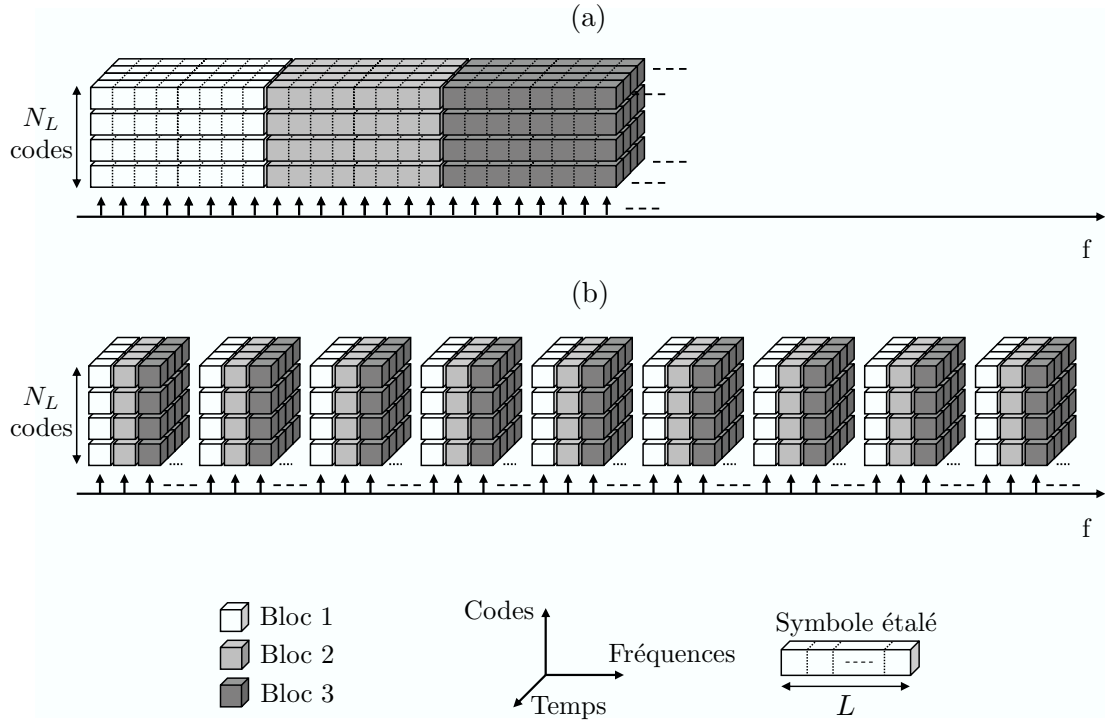 (a)
N_L
codes
f
(b)
N_L
codes
f
Bloc 1
Bloc 2
Bloc 3
Codes
Fréquences
Temps
Symbole étalé
L